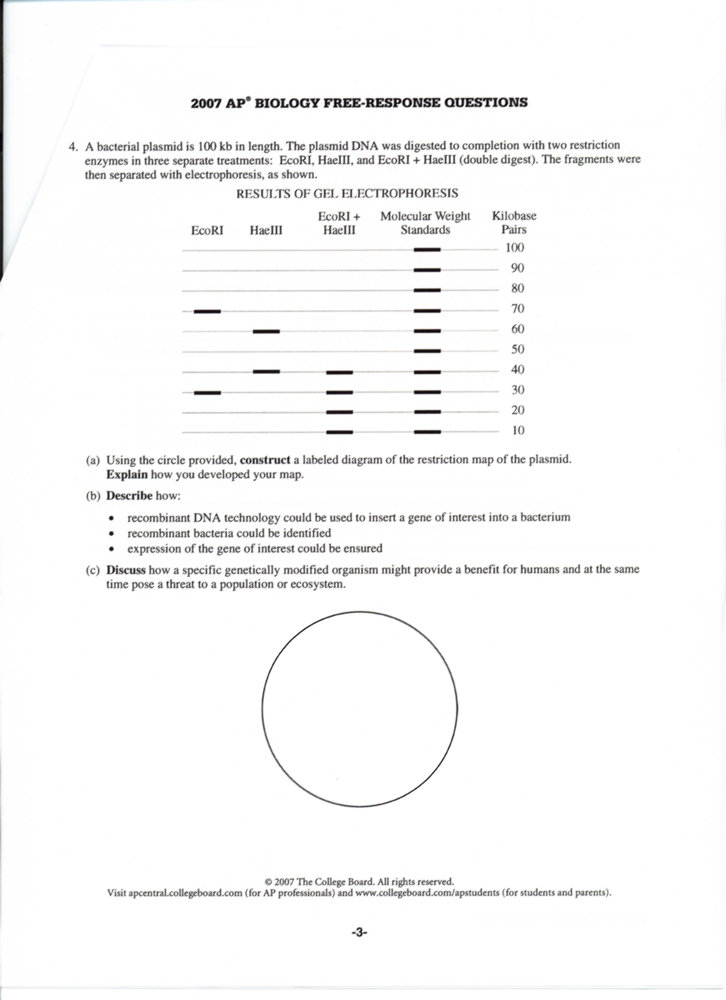 2007 AP® BIOLOGY FREE-RESPONSE QUESTIONS
4. A bacterial plasmid is 100 kb in length. The plasmid DNA was digested to completion with two restriction
enzymes in three separate treatments: EcoRI, HaeIII, and EcoRI + HaeIII (double digest). The fragments were
then separated with electrophoresis, as shown.
RESULTS OF GEL ELECTROPHORESIS
EcoRI + Molecular Weight Kilobase
EcoRI HaeIII HaeIII Standards Pairs
100
90
80
70
60
50
40
30
20
10
(a) Using the circle provided, construct a labeled diagram of the restriction map of the plasmid.
Explain how you developed your map.
(b) Describe how:
• recombinant DNA technology could be used to insert a gene of interest into a bacterium
• recombinant bacteria could be identified
• expression of the gene of interest could be ensured
(c) Discuss how a specific genetically modified organism might provide a benefit for humans and at the same
time pose a threat to a population or ecosystem.
© 2007 The College Board. All rights reserved.
Visit apcentral.collegeboard.com (for AP professionals) and www.collegeboard.com/apstudents (for students and parents).
-3-